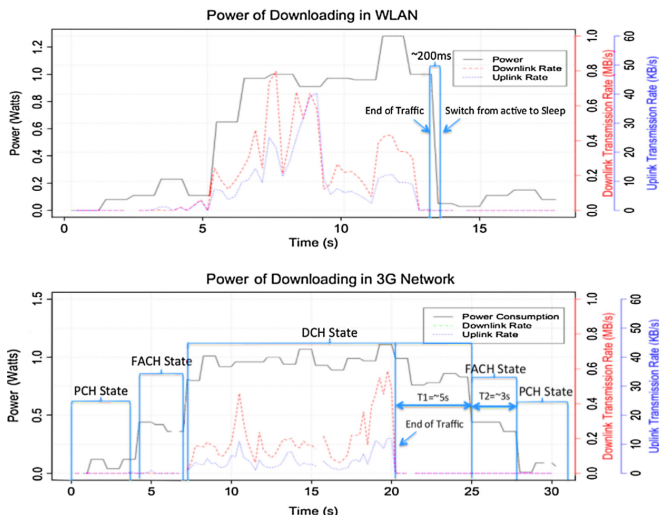 Power of Downloading in WLAN
Power (Watts)
0.0 0.2 0.4 0.6 0.8 1.0 1.2
~200ms
Power
Downlink Rate
Uplink Rate
End of Traffic
Switch from active to Sleep
0.0 0.2 0.4 0.6 0.8 1.0
Downlink Transmission Rate (MB/s)
0 10 20 30 40 50 60
Uplink Transmission Rate (KB/s)
0 5 10 15
Time (s)
Power of Downloading in 3G Network
Power (Watts)
0.0 0.5 1.0 1.5
Power Consumption
Downlink Rate
Uplink Rate
DCH State
FACH State
PCH State
FACH State
PCH State
T1=~5s
T2=~3s
End of Traffic
0.0 0.2 0.4 0.6 0.8 1.0
Downlink Transmission Rate (MB/s)
0 10 20 30 40 50 60
Uplink Transmission Rate (KB/s)
0 5 10 15 20 25 30
Time (s)